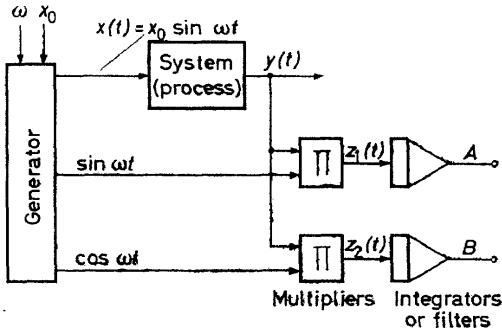 ω x₀
x(t) = x₀ sin ωt
System
(process)
y(t)
Generator
sin ωt
cos ωt
∏
z₁(t)
A
∏
z₂(t)
B
Multipliers
Integrators
or filters